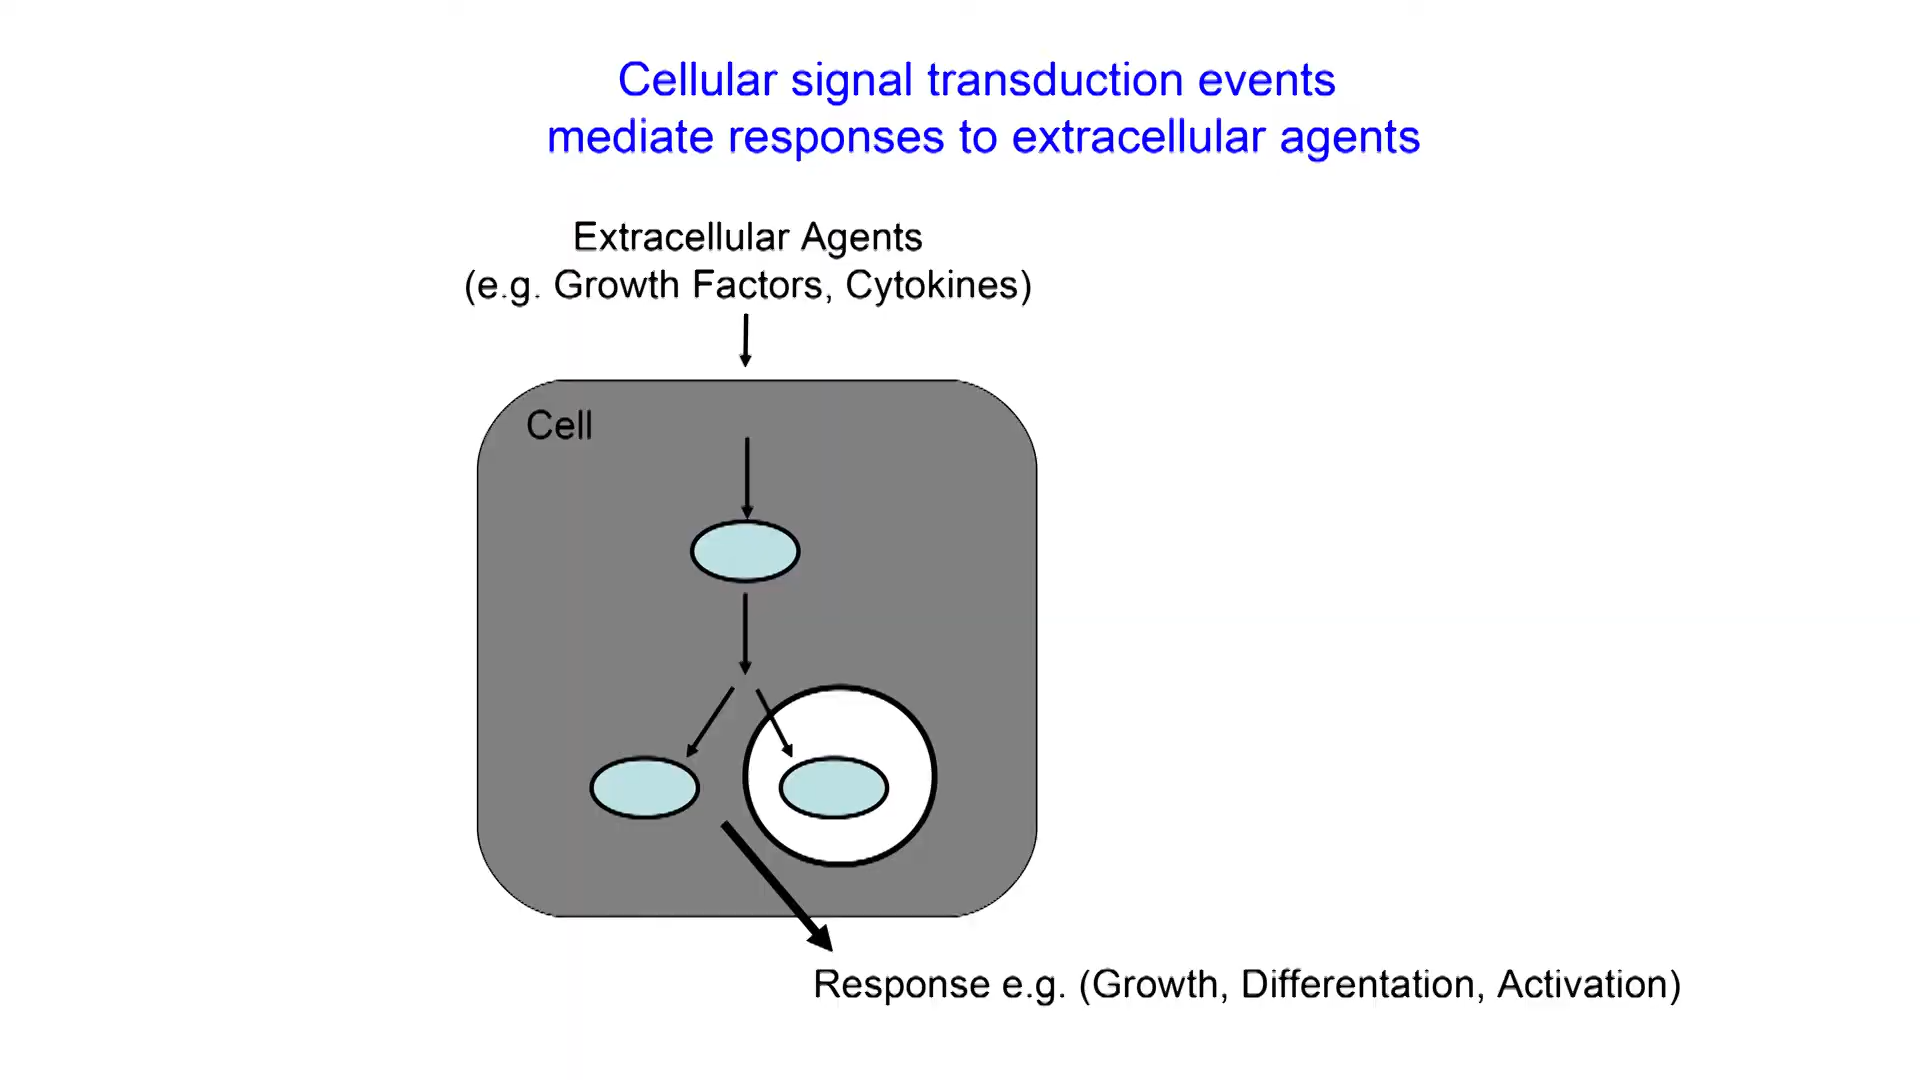 Cellular signal transduction events
mediate responses to extracellular agents
Extracellular Agents
(e.g. Growth Factors, Cytokines)
Cell
Response e.g. (Growth, Differentation, Activation)